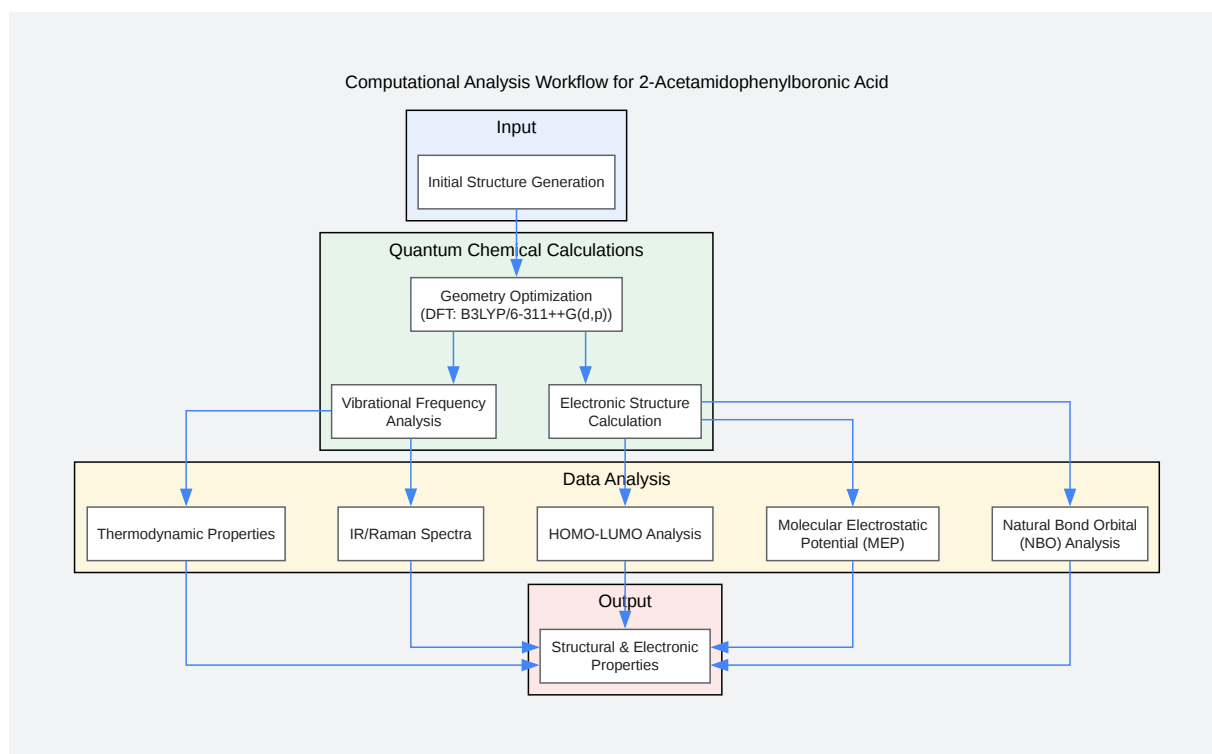 Computational Analysis Workflow for 2-Acetamidophenylboronic Acid
Input
Initial Structure Generation
Quantum Chemical Calculations
Geometry Optimization
(DFT: B3LYP/6-311++G(d,p))
Vibrational Frequency
Analysis
Electronic Structure
Calculation
Data Analysis
Thermodynamic Properties
IR/Raman Spectra
HOMO-LUMO Analysis
Molecular Electrostatic
Potential (MEP)
Natural Bond Orbital
(NBO) Analysis
Output
Structural & Electronic
Properties